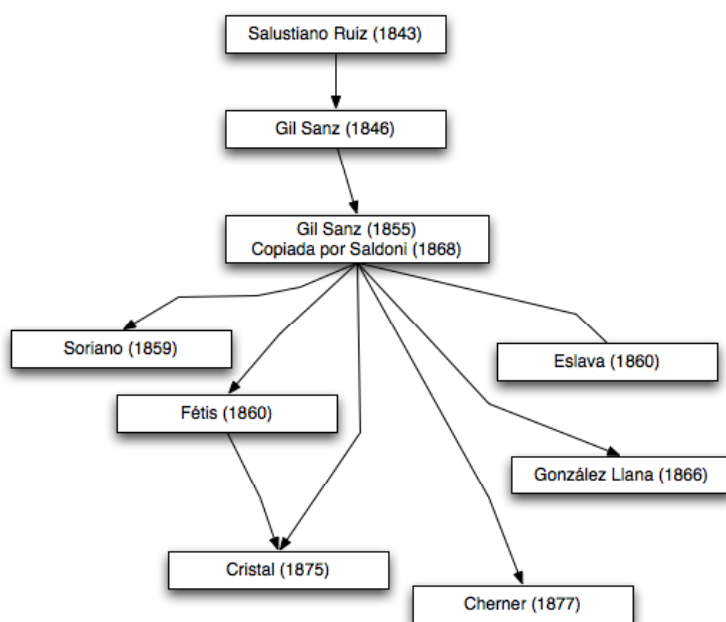 Salustiano Ruiz (1843)
Gil Sanz (1846)
Gil Sanz (1855)
Copiada por Saldoni (1868)
Soriano (1859)
Eslava (1860)
Fétis (1860)
González Llana (1866)
Cristal (1875)
Cherner (1877)